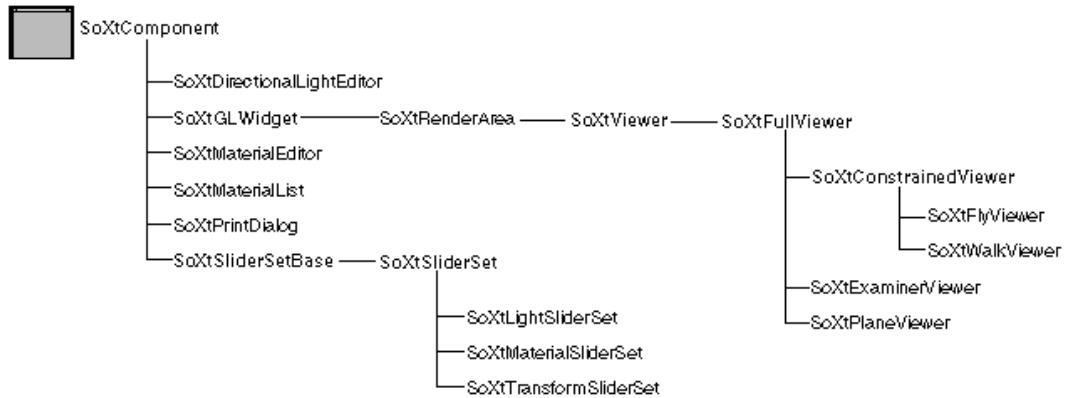 SoXtComponent
SoXtDirectionalLightEditor
SoXtGLWidget
SoXtRenderArea
SoXtViewer
SoXtFullViewer
SoXtMaterialEditor
SoXtConstrainedViewer
SoXtMaterialList
SoXtFlyViewer
SoXtPrintDialog
SoXtWalkViewer
SoXtSliderSetBase
SoXtSliderSet
SoXtExaminerViewer
SoXtLightSliderSet
SoXtPlaneViewer
SoXtMaterialSliderSet
SoXtTransformSliderSet